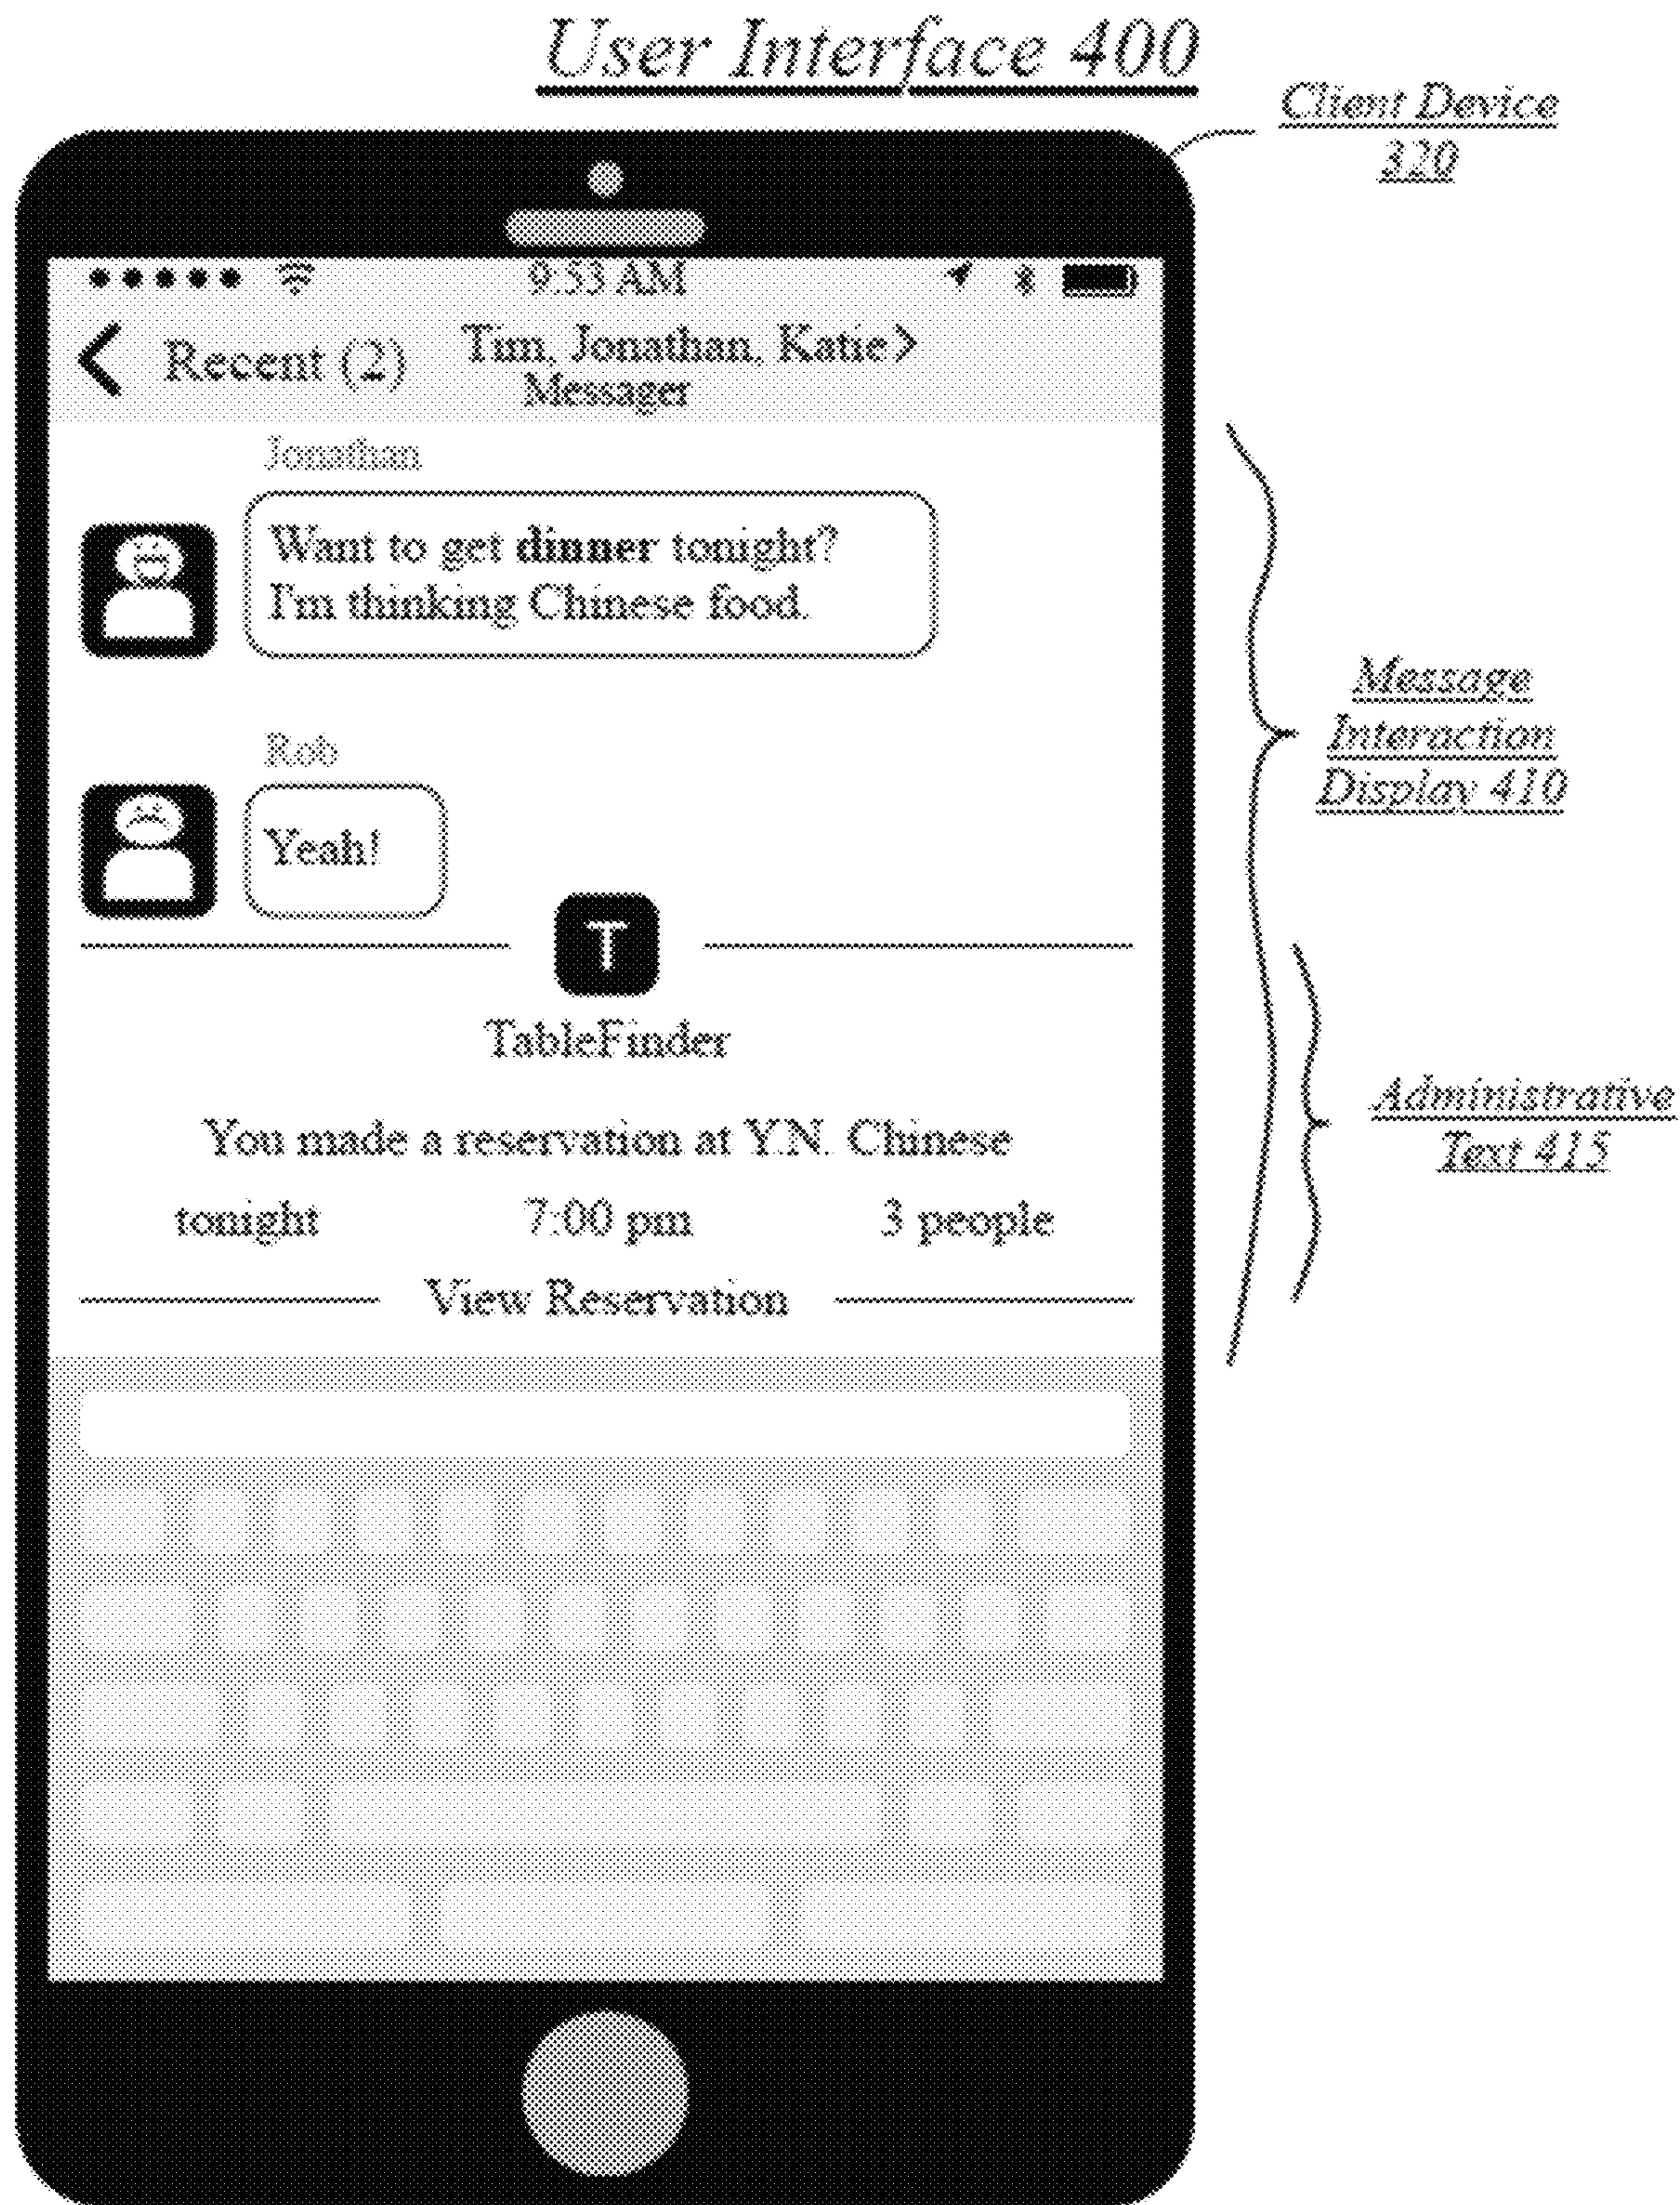 User Interface 400
Client Device
320
9:53 AM
Recent (2)
Tim, Jonathan, Katie>
Messager
Jonathan
Want to get dinner tonight?
I'm thinking Chinese food.
Rob
Yeah!
T
TableFinder
You made a reservation at Y.N. Chinese
tonight 7:00 pm 3 people
View Reservation
Message
Interaction
Display 410
Administrative
Text 415